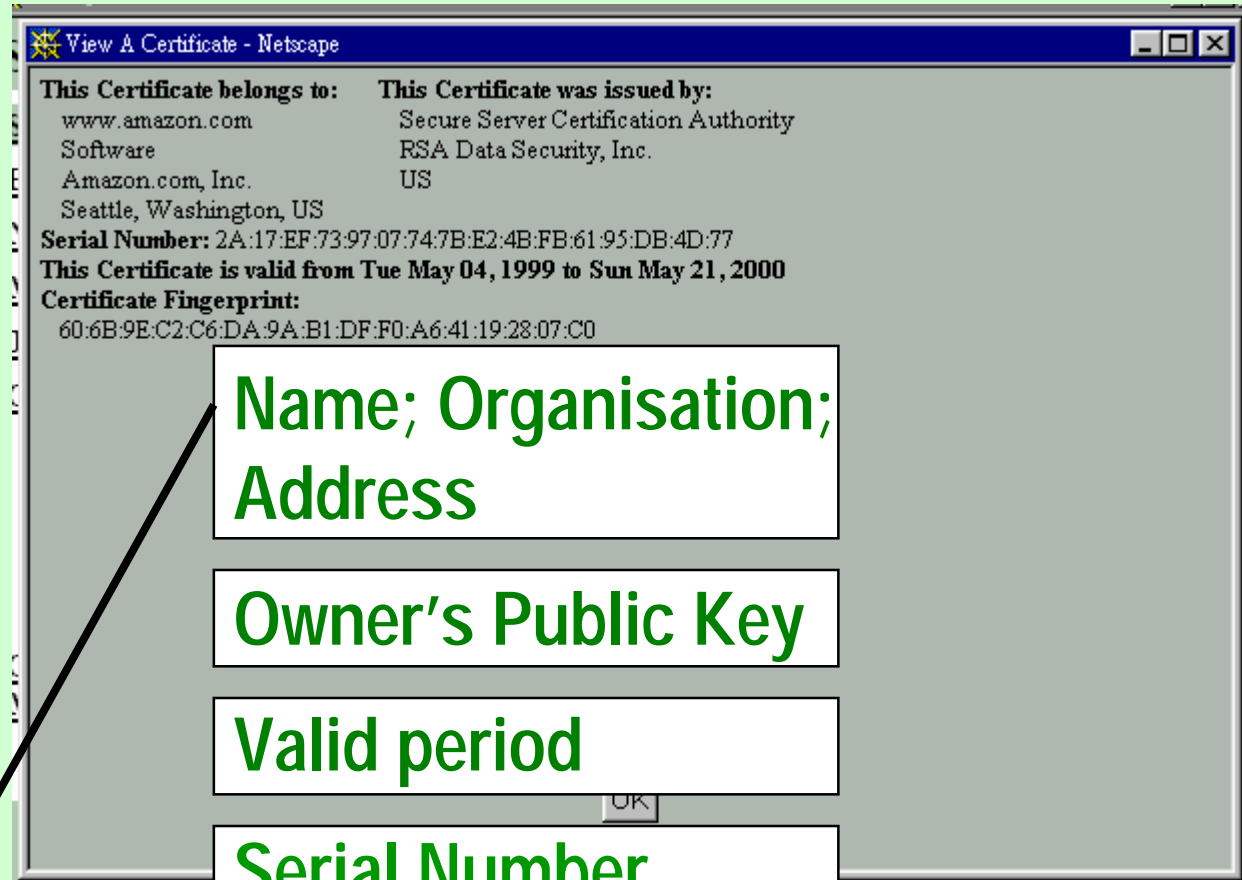 View A Certificate - Netscape
This Certificate belongs to: This Certificate was issued by:
www.amazon.com Secure Server Certification Authority
Software RSA Data Security, Inc.
Amazon.com, Inc. US
Seattle, Washington, US
Serial Number: 2A:17:EF:73:97:07:74:7B:E2:4B:FB:61:95:DB:4D:77
This Certificate is valid from Tue May 04, 1999 to Sun May 21, 2000
Certificate Fingerprint:
60:6B:9E:C2:C6:DA:9A:B1:DF:F0:A6:41:19:28:07:C0
Name; Organisation;
Address
Owner's Public Key
Valid period
OK
Serial Number